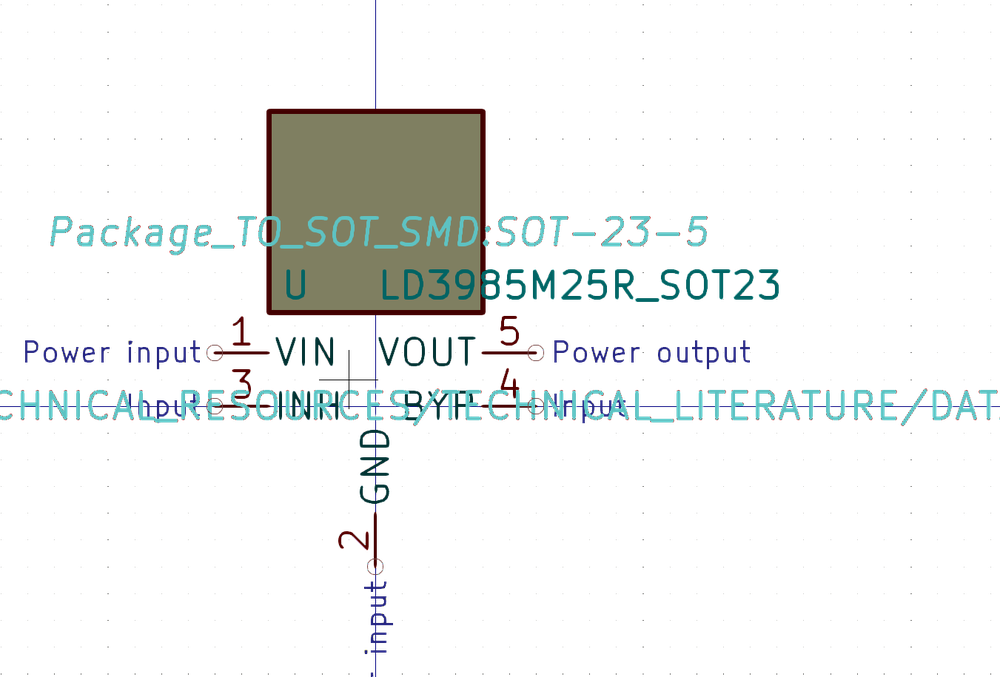 Package_TO_SOT_SMD:SOT-23-5
U LD3985M25R_SOT23
Power input 1 VIN VOUT 5 Power output
Input 3 INH BYP 4 Input
CHNICAL_RESOURCES/TECHNICAL_LITERATURE/DATA
GND
2
input